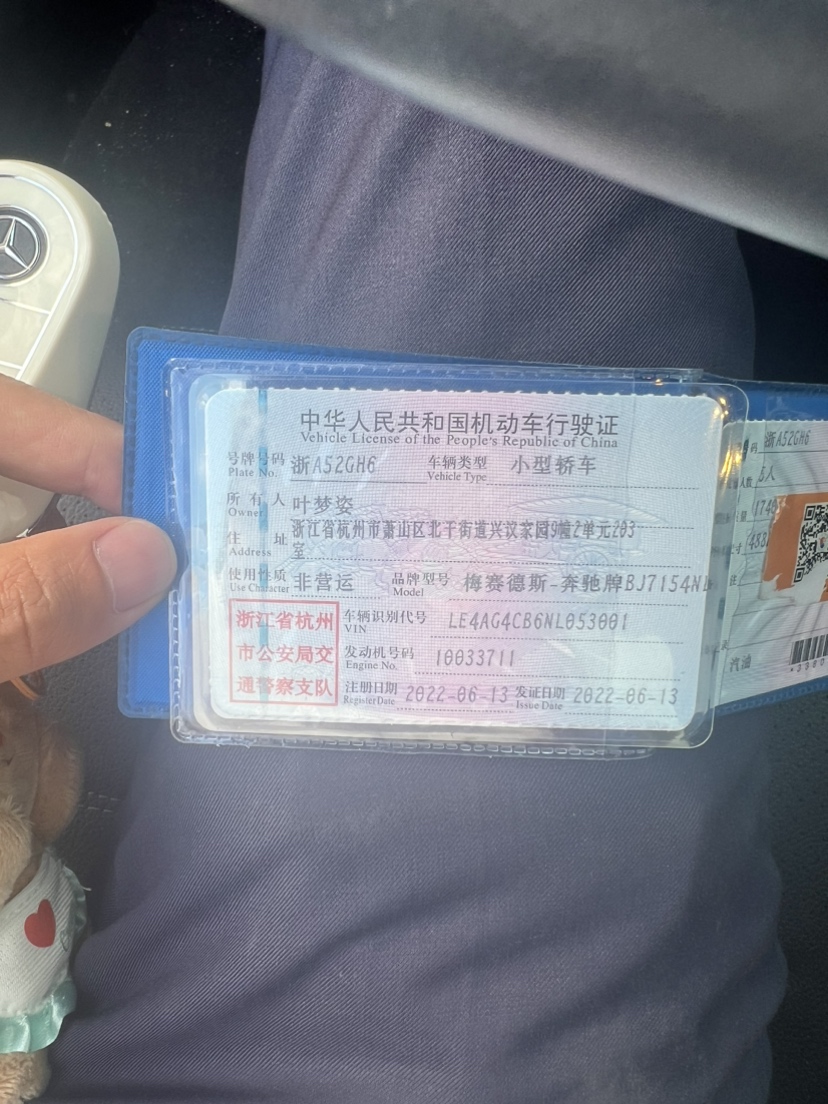 中华人民共和国机动车行驶证
Vehicle License of the People's Republic of China
号牌号码 浙A52GH6 车辆类型 小型轿车
Plate No. Vehicle Type
所有人 叶梦姿
Owner
住址 浙江省杭州市萧山区北干街道兴议家园9幢2单元203
Address 室
使用性质 非营运 品牌型号 梅赛德斯-奔驰牌BJ7154N
Use Character Model
浙江省杭州 车辆识别代号 LE4AG4CB6NL053001
VIN
市公安局交 发动机号码 10033711
Engine No.
通警察支队 注册日期 2022-06-13 发证日期 2022-06-13
Register Date Issue Date
浙A52GH6
5人
汽油